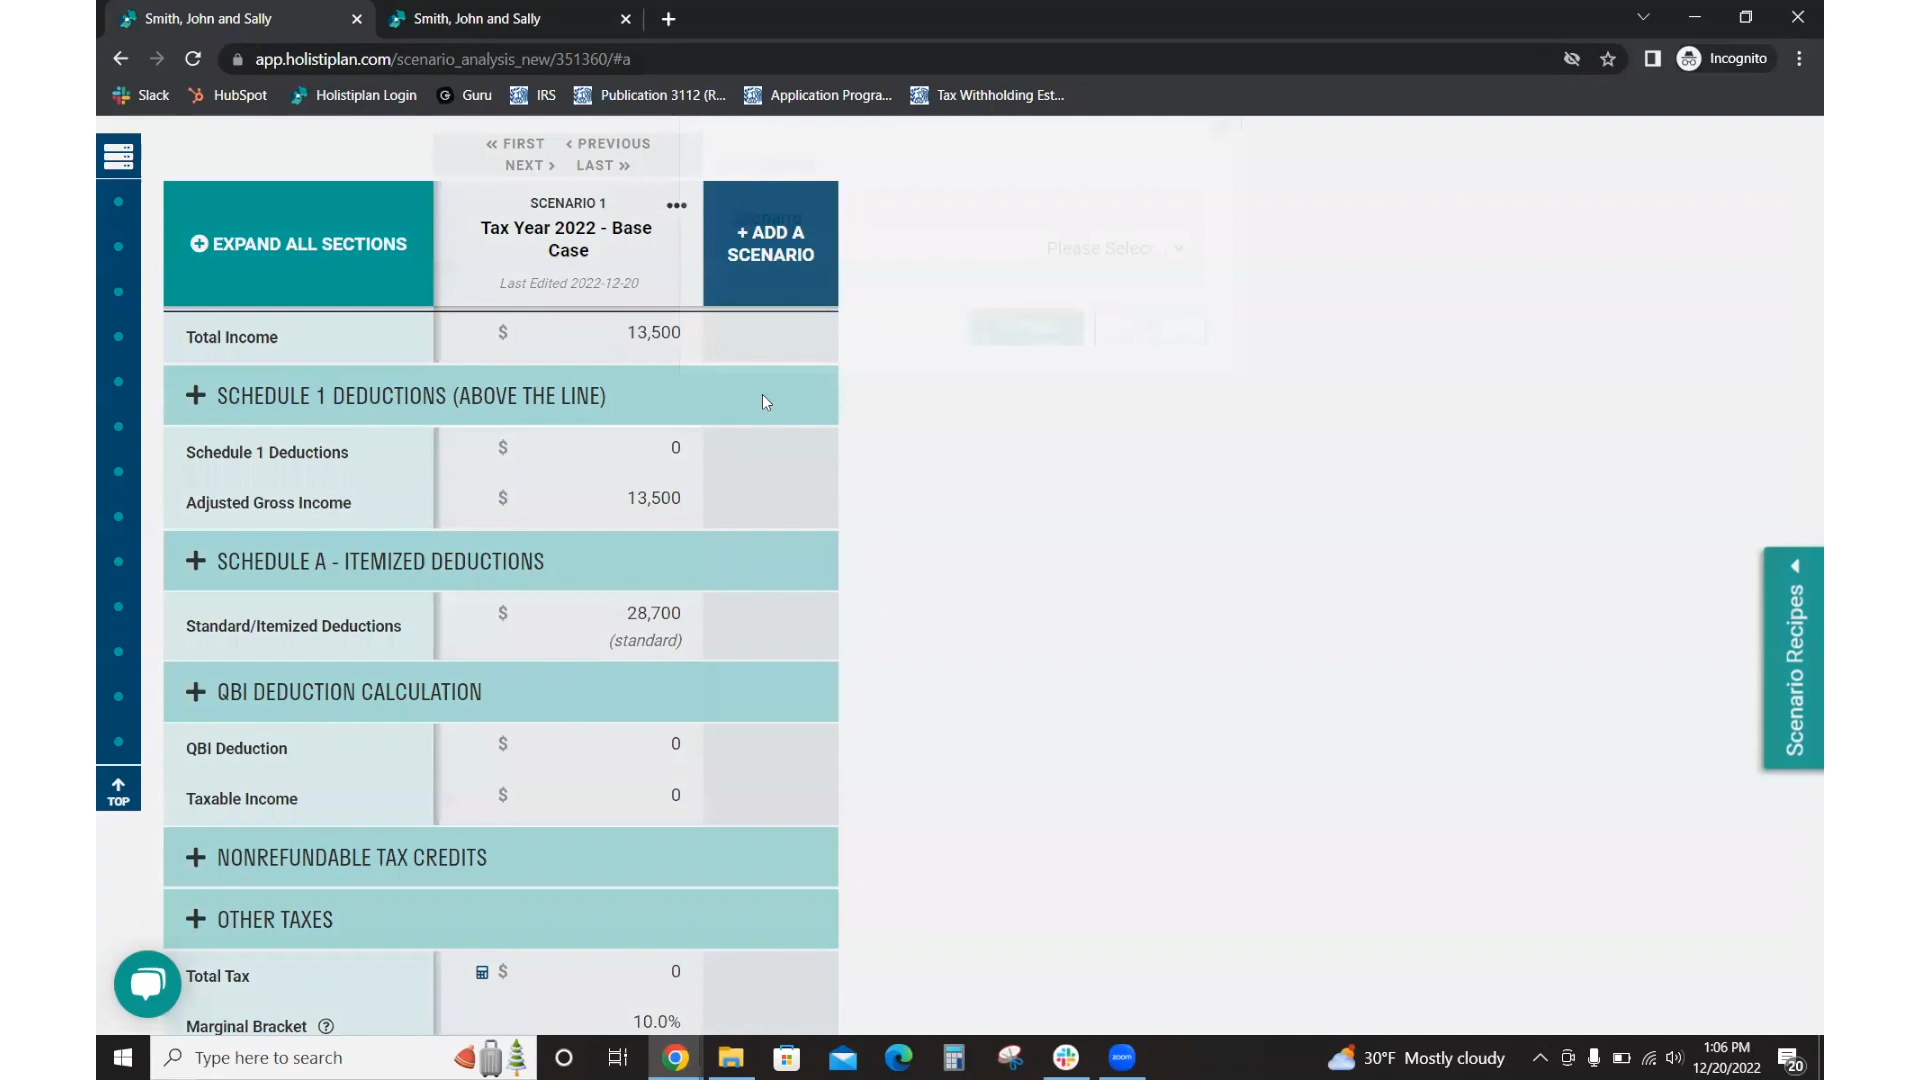 Smith, John and Sally
Smith, John and Sally
app.holistiplan.com/scenario_analysis_new/351360/#a
Incognito
Slack
HubSpot
Holistiplan Login
Guru
IRS
Publication 3112 (R...
Application Progra...
Tax Withholding Est...
« FIRST ‹ PREVIOUS
NEXT › LAST »
EXPAND ALL SECTIONS
SCENARIO 1
Tax Year 2022 - Base
Case
Last Edited 2022-12-20
+ ADD A
SCENARIO
Please Select
Total Income $ 13,500
SCHEDULE 1 DEDUCTIONS (ABOVE THE LINE)
Schedule 1 Deductions $ 0
Adjusted Gross Income $ 13,500
SCHEDULE A - ITEMIZED DEDUCTIONS
Standard/Itemized Deductions $ 28,700
(standard)
QBI DEDUCTION CALCULATION
QBI Deduction $ 0
Taxable Income $ 0
NONREFUNDABLE TAX CREDITS
OTHER TAXES
Total Tax $ 0
Marginal Bracket ? 10.0%
TOP
Scenario Recipes
Type here to search
zoom
30°F Mostly cloudy
1:06 PM
12/20/2022
20